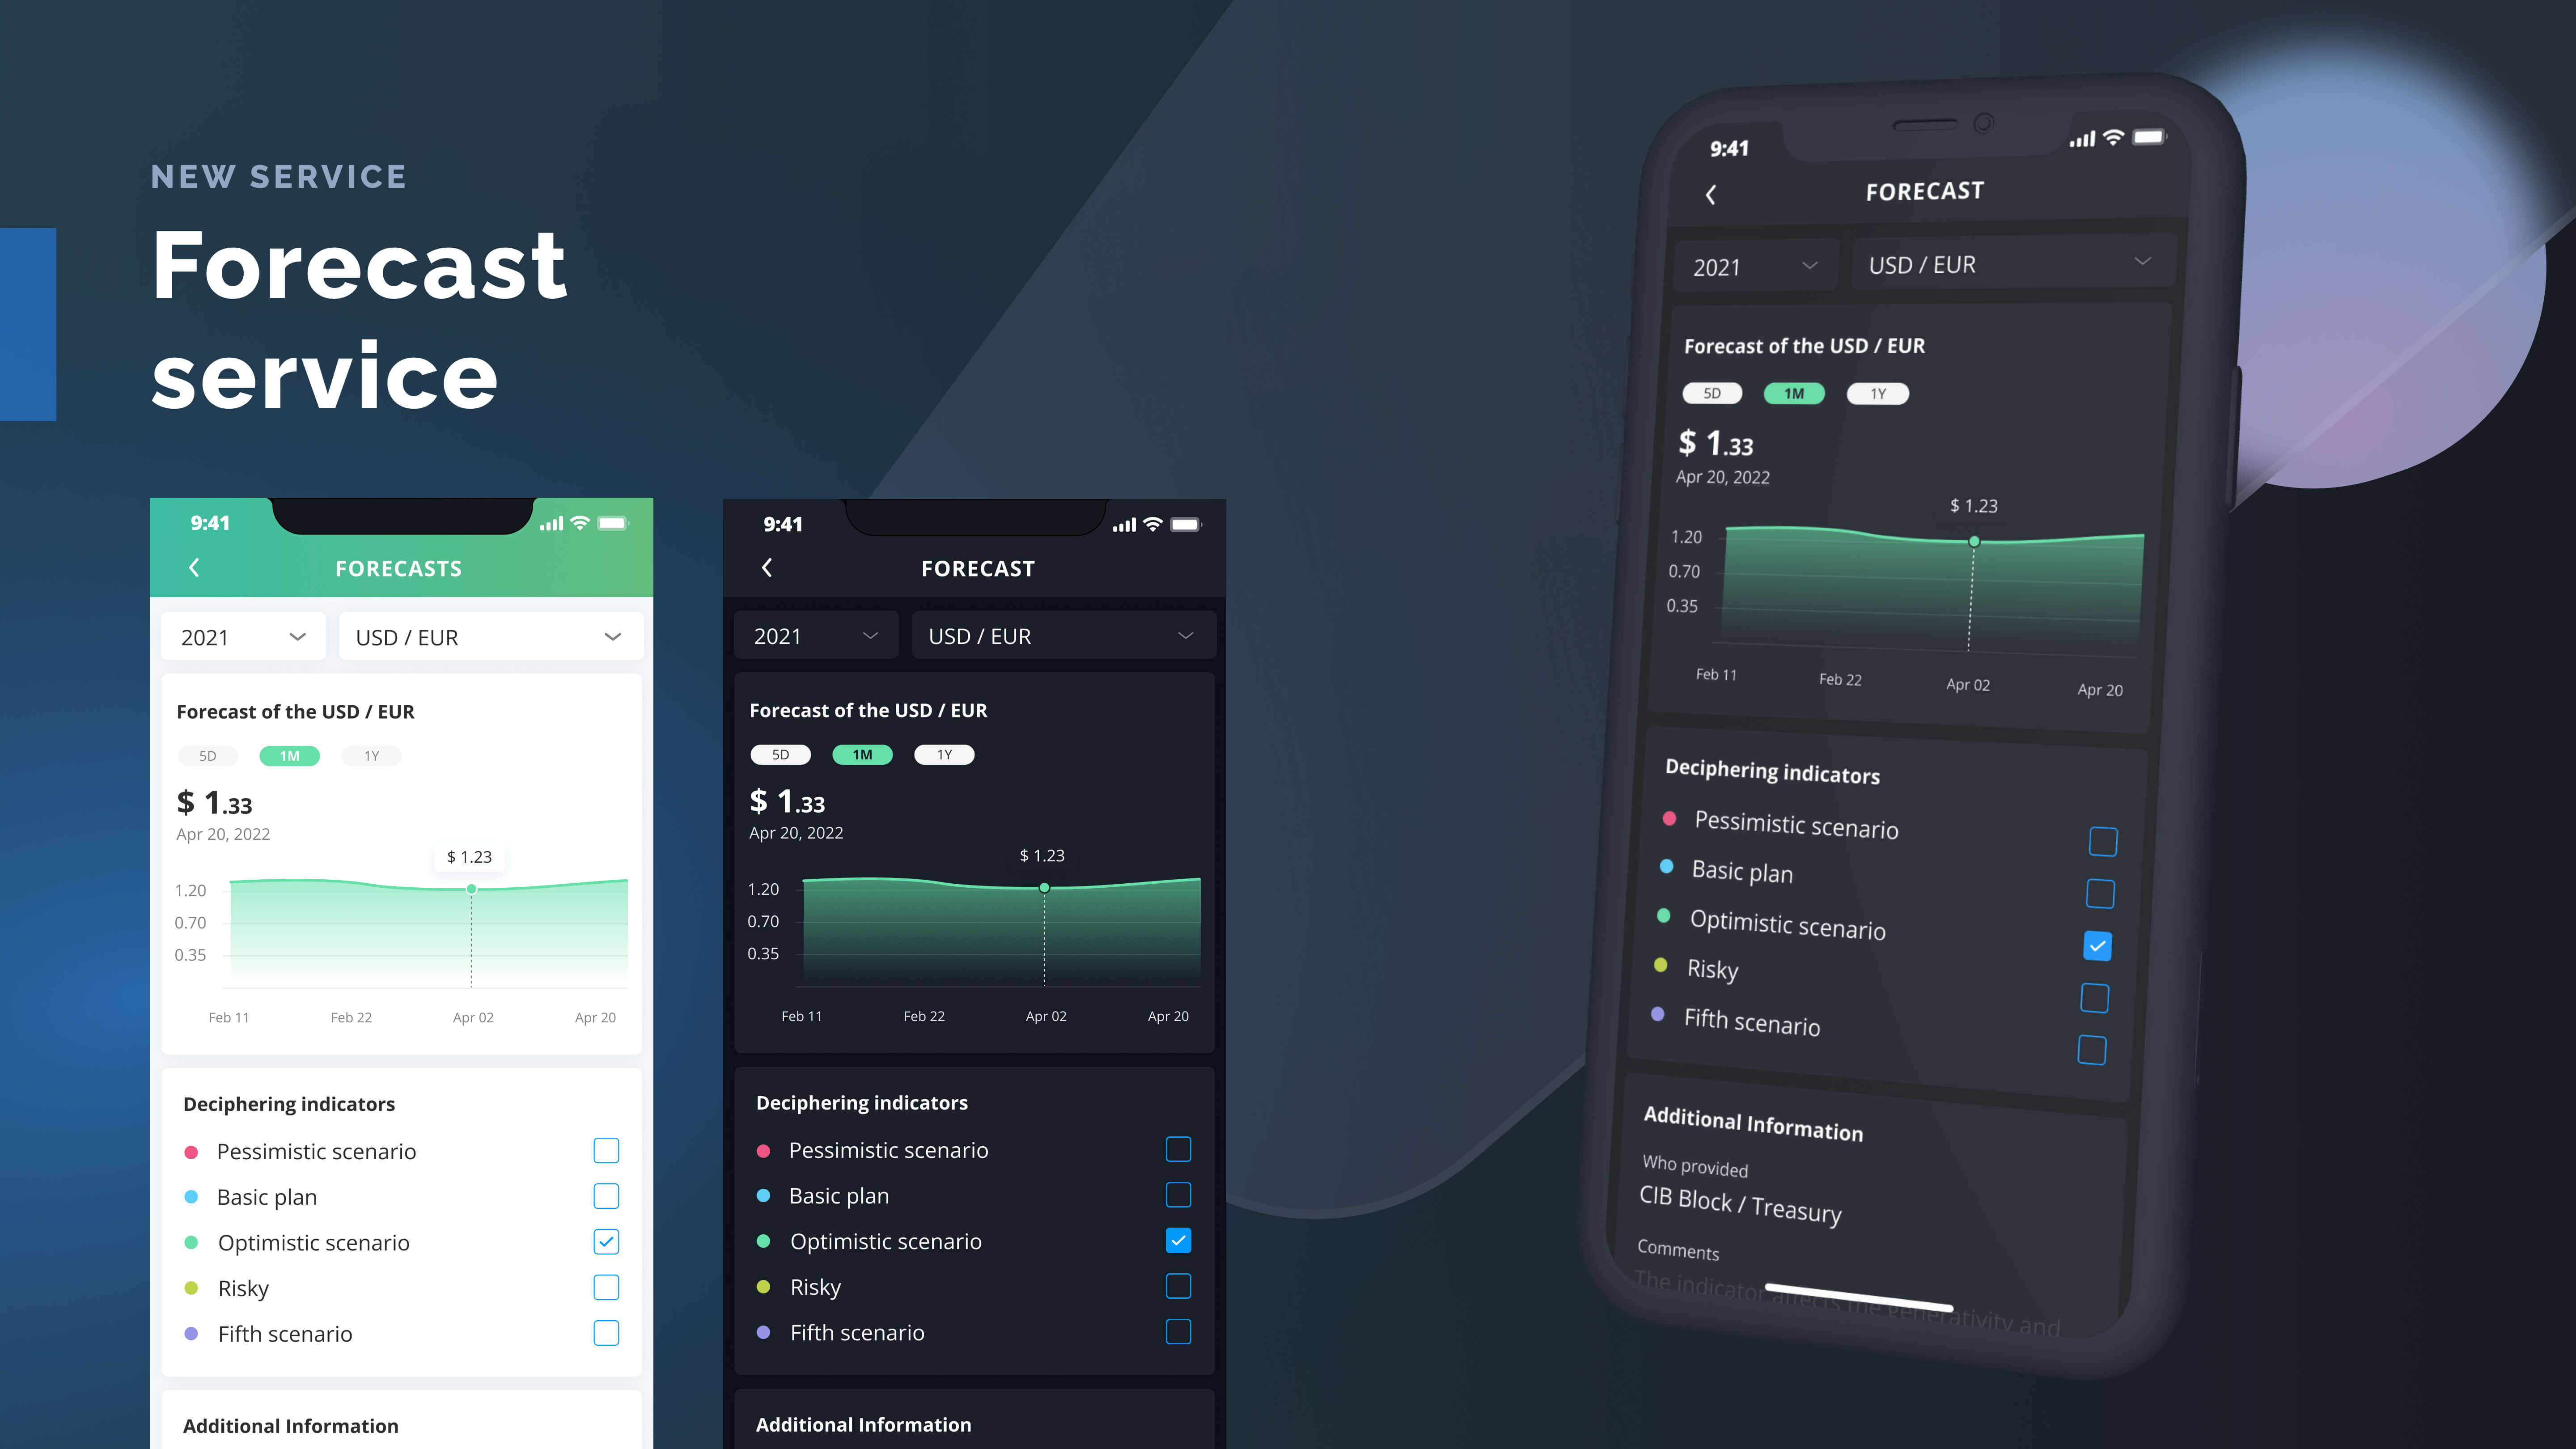 NEW SERVICE
Forecast
service
9:41
FORECASTS
2021
USD / EUR
Forecast of the USD / EUR
5D 1M 1Y
$ 1.33
Apr 20, 2022
$ 1.23
1.20
0.70
0.35
Feb 11 Feb 22 Apr 02 Apr 20
Deciphering indicators
Pessimistic scenario
Basic plan
Optimistic scenario
Risky
Fifth scenario
Additional Information
9:41
FORECAST
2021
USD / EUR
Forecast of the USD / EUR
5D 1M 1Y
$ 1.33
Apr 20, 2022
$ 1.23
1.20
0.70
0.35
Feb 11 Feb 22 Apr 02 Apr 20
Deciphering indicators
Pessimistic scenario
Basic plan
Optimistic scenario
Risky
Fifth scenario
Additional Information
9:41
FORECAST
2021
USD / EUR
Forecast of the USD / EUR
5D 1M 1Y
$ 1.33
Apr 20, 2022
$ 1.23
1.20
0.70
0.35
Feb 11 Feb 22 Apr 02 Apr 20
Deciphering indicators
Pessimistic scenario
Basic plan
Optimistic scenario
Risky
Fifth scenario
Additional Information
Who provided
CIB Block / Treasury
Comments
The indicator affects the generativity and